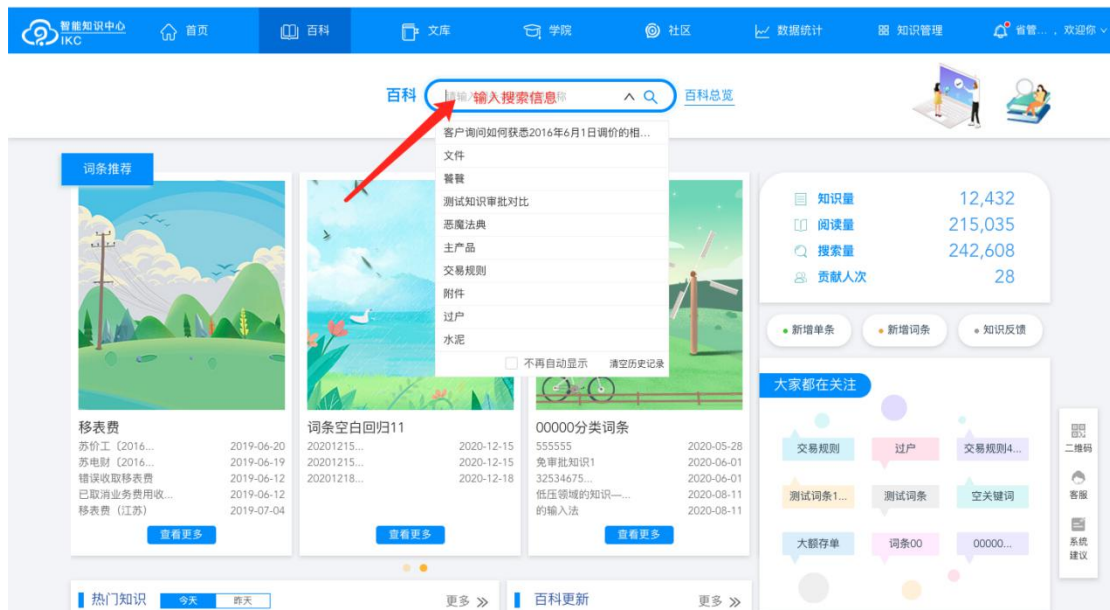 智能知识中心
IKC
首页
百科
文库
学院
社区
数据统计
知识管理
省管... , 欢迎你
百科
输入搜索信息
百科总览
客户询问如何获悉2016年6月1日调价的相...
文件
测试知识审批对比
恶魔法典
主产品
交易规则
附件
过户
水泥
不再自动显示 清空历史记录
词条推荐
移表费
苏价工〔2016... 2019-06-20
苏电财〔2016... 2019-06-19
错误收取移表费 2019-06-12
已取消业务费用收... 2019-06-12
移表费（江苏） 2019-07-04
查看更多
词条空白回归11
20201215... 2020-12-15
20201215... 2020-12-15
20201218... 2020-12-18
查看更多
00000分类词条
555555 2020-05-28
免审批知识1 2020-06-01
32534675... 2020-06-01
低压领域的知识—... 2020-08-11
的输入法 2020-08-11
查看更多
知识量 12,432
阅读量 215,035
搜索量 242,608
贡献人次 28
新增单条
新增词条
知识反馈
大家都在关注
交易规则
过户
交易规则4...
测试词条1...
测试词条
空关键词
大额存单
词条00
00000...
二维码
客服
系统
建议
热门知识 今天 昨天 更多
百科更新 更多